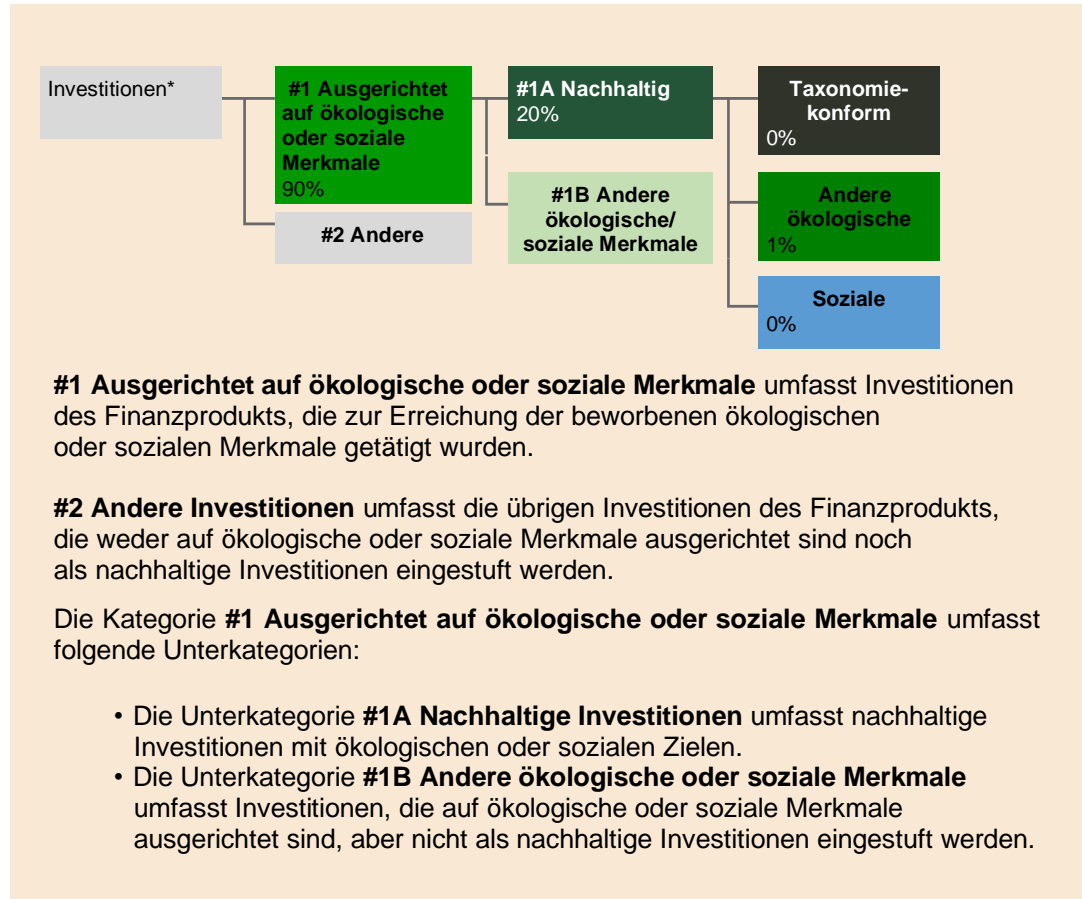 Investitionen*
#1 Ausgerichtet
auf ökologische
oder soziale
Merkmale
90%
#2 Andere
#1A Nachhaltig
20%
#1B Andere
ökologische/
soziale Merkmale
Taxonomie-
konform
0%
Andere
ökologische
1%
Soziale
0%
#1 Ausgerichtet auf ökologische oder soziale Merkmale umfasst Investitionen
des Finanzprodukts, die zur Erreichung der beworbenen ökologischen
oder sozialen Merkmale getätigt wurden.
#2 Andere Investitionen umfasst die übrigen Investitionen des Finanzprodukts,
die weder auf ökologische oder soziale Merkmale ausgerichtet sind noch
als nachhaltige Investitionen eingestuft werden.
Die Kategorie #1 Ausgerichtet auf ökologische oder soziale Merkmale umfasst
folgende Unterkategorien:
• Die Unterkategorie #1A Nachhaltige Investitionen umfasst nachhaltige
Investitionen mit ökologischen oder sozialen Zielen.
• Die Unterkategorie #1B Andere ökologische oder soziale Merkmale
umfasst Investitionen, die auf ökologische oder soziale Merkmale
ausgerichtet sind, aber nicht als nachhaltige Investitionen eingestuft werden.